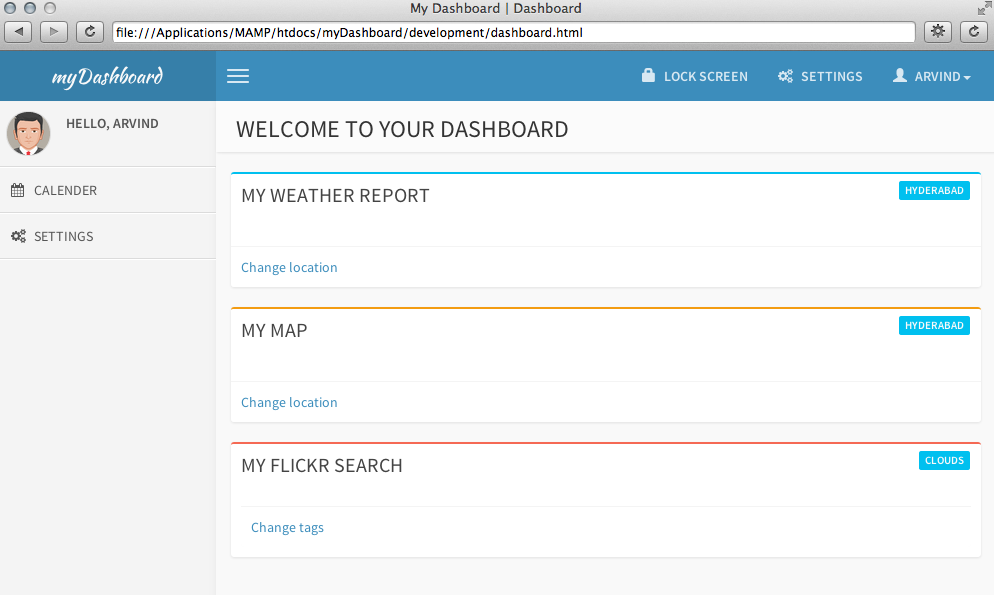 My Dashboard | Dashboard
file:///Applications/MAMP/htdocs/myDashboard/development/dashboard.html
myDashboard
LOCK SCREEN
SETTINGS
ARVIND
HELLO, ARVIND
CALENDER
SETTINGS
WELCOME TO YOUR DASHBOARD
MY WEATHER REPORT
HYDERABAD
Change location
MY MAP
HYDERABAD
Change location
MY FLICKR SEARCH
CLOUDS
Change tags